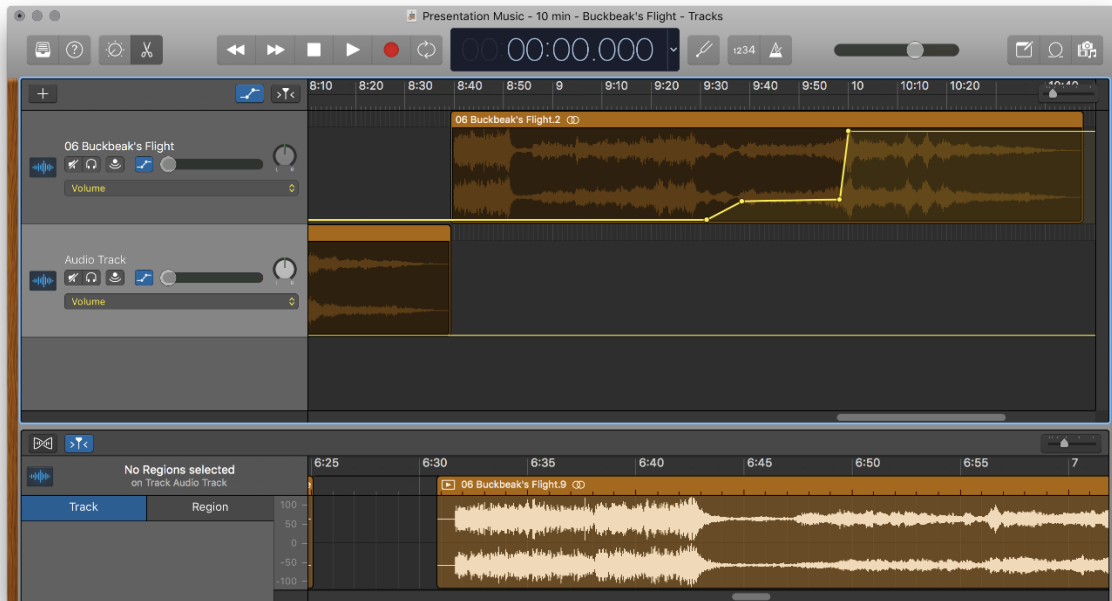 Presentation Music - 10 min - Buckbeak's Flight - Tracks
00:00:00.000
1234
8:10 8:20 8:30 8:40 8:50 9 9:10 9:20 9:30 9:40 9:50 10 10:10 10:20 10:40
06 Buckbeak's Flight.2
06 Buckbeak's Flight
L R
Volume
Audio Track
L R
Volume
6:25 6:30 6:35 6:40 6:45 6:50 6:55 7
No Regions selected
on Track Audio Track
06 Buckbeak's Flight.9
Track Region
100
50
0
-50
-100